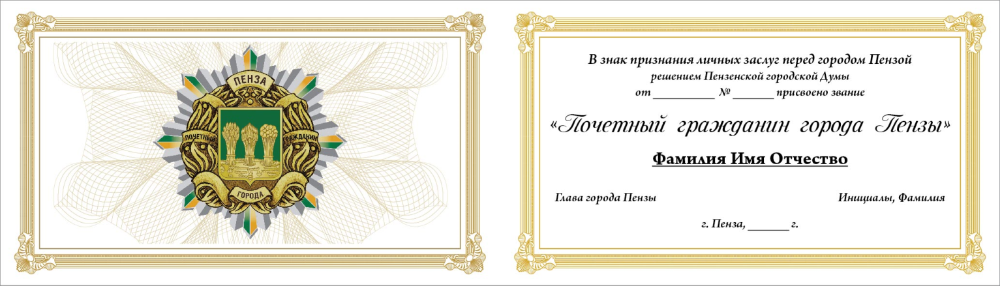 ПЕНЗА
ПОЧЕТНЫЙ
ГРАЖДАНИН
ГОРОДА
В знак признания личных заслуг перед городом Пензой
решением Пензенской городской Думы
от ___________ № _______ присвоено звание
«Почетный гражданин города Пензы»
Фамилия Имя Отчество
Глава города Пензы
Инициалы, Фамилия
г. Пенза, _______ г.